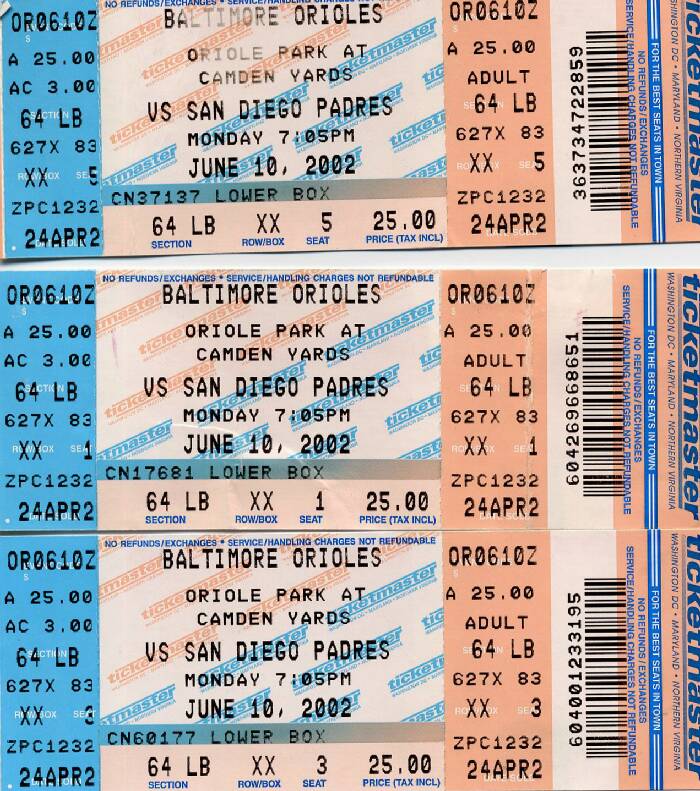 NO REFUNDS/EXCHANGES * SERVICE/HANDLING CHARGES NOT REFUNDABLE
OR0610Z BALTIMORE ORIOLES OR0610Z
A 25.00 ORIOLE PARK AT A 25.00
AC 3.00 CAMDEN YARDS ADULT
64 LB VS SAN DIEGO PADRES 64 LB
627X 83 MONDAY 7:05PM 627X 83
XX 5 JUNE 10, 2002 XX 5
CN37137 LOWER BOX
ZPC1232 64 LB XX 5 25.00 ZPC1232
24APR2 SECTION ROW/BOX SEAT PRICE (TAX INCL) 24APR2
363734722859
NO REFUNDS/EXCHANGES
SERVICE/HANDLING CHARGES NOT REFUNDABLE
FOR THE BEST SEATS IN TOWN
WASHINGTON DC • MARYLAND • NORTHERN VIRGINIA
ticketmaster
NO REFUNDS/EXCHANGES * SERVICE/HANDLING CHARGES NOT REFUNDABLE
OR0610Z BALTIMORE ORIOLES OR0610Z
A 25.00 ORIOLE PARK AT A 25.00
AC 3.00 CAMDEN YARDS ADULT
64 LB VS SAN DIEGO PADRES 64 LB
627X 83 MONDAY 7:05PM 627X 83
XX 1 JUNE 10, 2002 XX 1
CN17681 LOWER BOX
ZPC1232 64 LB XX 1 25.00 ZPC1232
24APR2 SECTION ROW/BOX SEAT PRICE (TAX INCL) 24APR2
604269668651
NO REFUNDS/EXCHANGES
SERVICE/HANDLING CHARGES NOT REFUNDABLE
FOR THE BEST SEATS IN TOWN
WASHINGTON DC • MARYLAND • NORTHERN VIRGINIA
ticketmaster
NO REFUNDS/EXCHANGES * SERVICE/HANDLING CHARGES NOT REFUNDABLE
OR0610Z BALTIMORE ORIOLES OR0610Z
A 25.00 ORIOLE PARK AT A 25.00
AC 3.00 CAMDEN YARDS ADULT
64 LB VS SAN DIEGO PADRES 64 LB
627X 83 MONDAY 7:05PM 627X 83
XX 3 JUNE 10, 2002 XX 3
CN60177 LOWER BOX
ZPC1232 64 LB XX 3 25.00 ZPC1232
24APR2 SECTION ROW/BOX SEAT PRICE (TAX INCL) 24APR2
604001233195
NO REFUNDS/EXCHANGES
SERVICE/HANDLING CHARGES NOT REFUNDABLE
FOR THE BEST SEATS IN TOWN
WASHINGTON DC • MARYLAND • NORTHERN VIRGINIA
ticketmaster